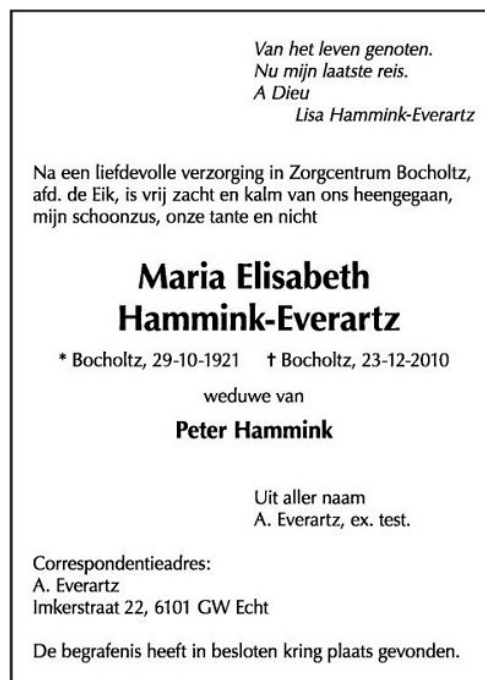 Van het leven genoten.
Nu mijn laatste reis.
A Dieu
Lisa Hammink-Everartz
Na een liefdevolle verzorging in Zorgcentrum Bocholtz,
afd. de Eik, is vrij zacht en kalm van ons heengegaan,
mijn schoonzus, onze tante en nicht
Maria Elisabeth
Hammink-Everartz
* Bocholtz, 29-10-1921 † Bocholtz, 23-12-2010
weduwe van
Peter Hammink
Uit aller naam
A. Everartz, ex. test.
Correspondentieadres:
A. Everartz
Imkerstraat 22, 6101 GW Echt
De begrafenis heeft in besloten kring plaats gevonden.